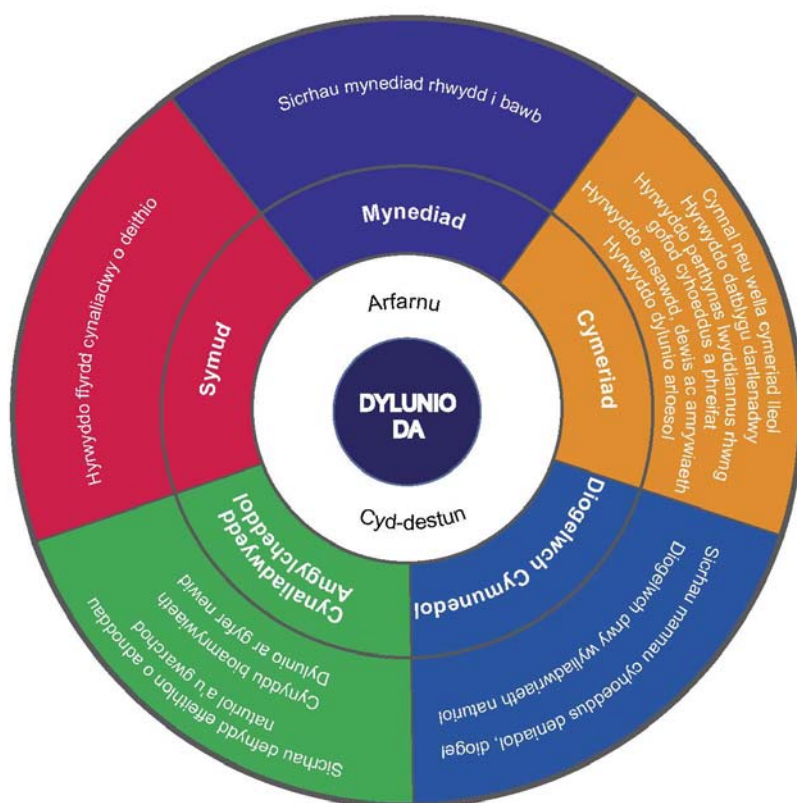 Sicrhau mynediad rhwydd i bawb
Mynediad
Cynnal neu wella cymeriad lleol
Hyrwyddo datblygu darllenadwy
Hyrwyddo perthynas lwyddiannus rhwng
gofod cyhoeddus a phreifat
Hyrwyddo ansawdd, dewis ac amrywiaeth
Hyrwyddo dylunio arloesol
Cymeriad
Diogelwch Cymunedol
Diogelwch drwy wyliadwriaeth naturiol
Sicrhau mannau cyhoeddus deniadol, diogel
Cynaliadwyedd
Amgylcheddol
Sicrhau defnydd effeithlon o adnoddau
naturiol a'u gwarchod
Cynyddu bioamrywiaeth
Dylunio ar gyfer newid
Symud
Hyrwyddo ffyrdd cynaliadwy o deithio
Arfarnu
DYLUNIO
DA
Cyd-destun